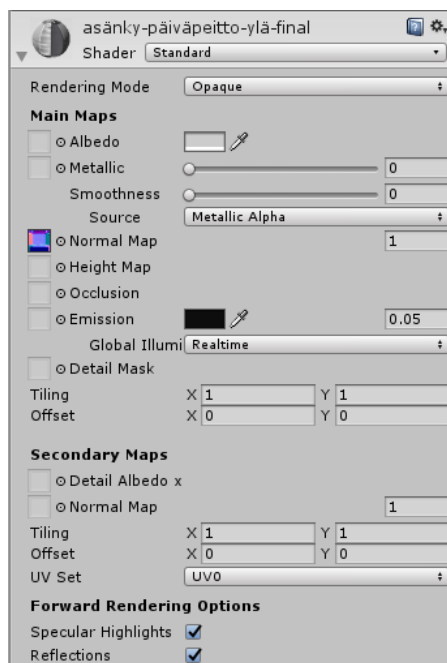 asänky-päiväpeitto-ylä-final
Shader Standard
Rendering Mode Opaque
Main Maps
Albedo
Metallic 0
Smoothness 0
Source Metallic Alpha
Normal Map 1
Height Map
Occlusion
Emission 0.05
Global Illumi Realtime
Detail Mask
Tiling X 1 Y 1
Offset X 0 Y 0
Secondary Maps
Detail Albedo x
Normal Map 1
Tiling X 1 Y 1
Offset X 0 Y 0
UV Set UV0
Forward Rendering Options
Specular Highlights
Reflections